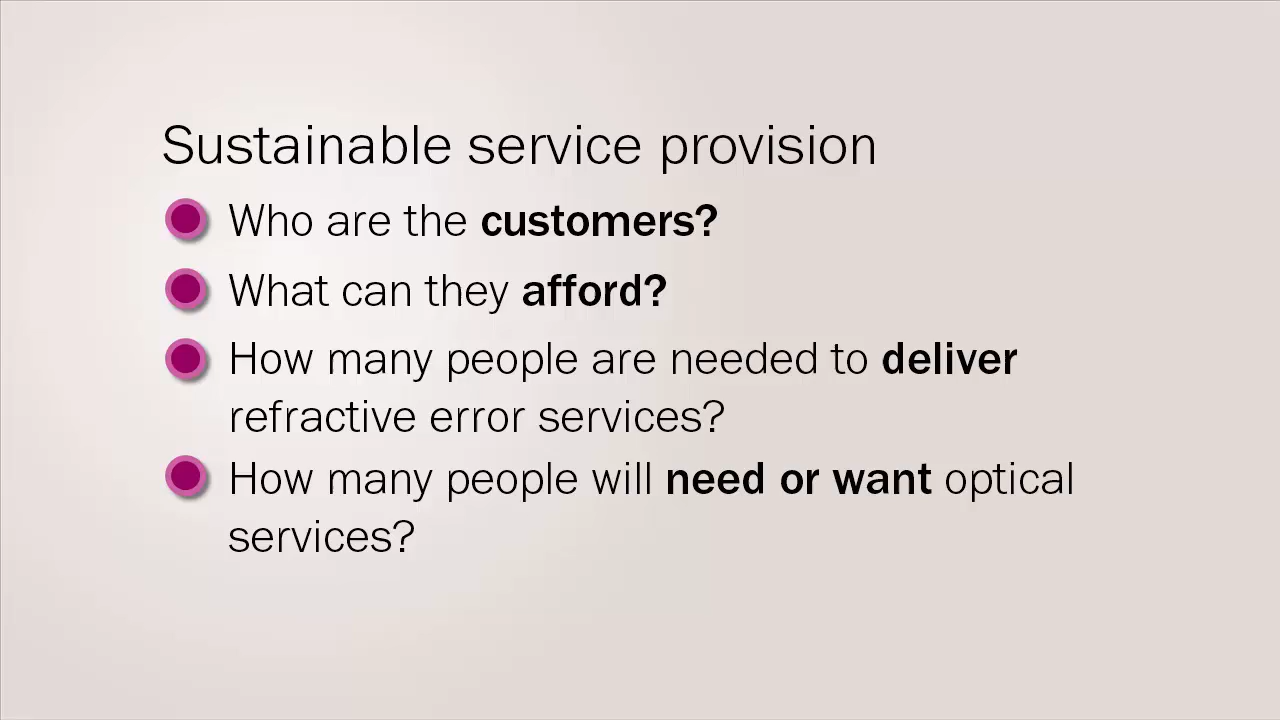 Sustainable service provision
Who are the customers?
What can they afford?
How many people are needed to deliver
refractive error services?
How many people will need or want optical
services?